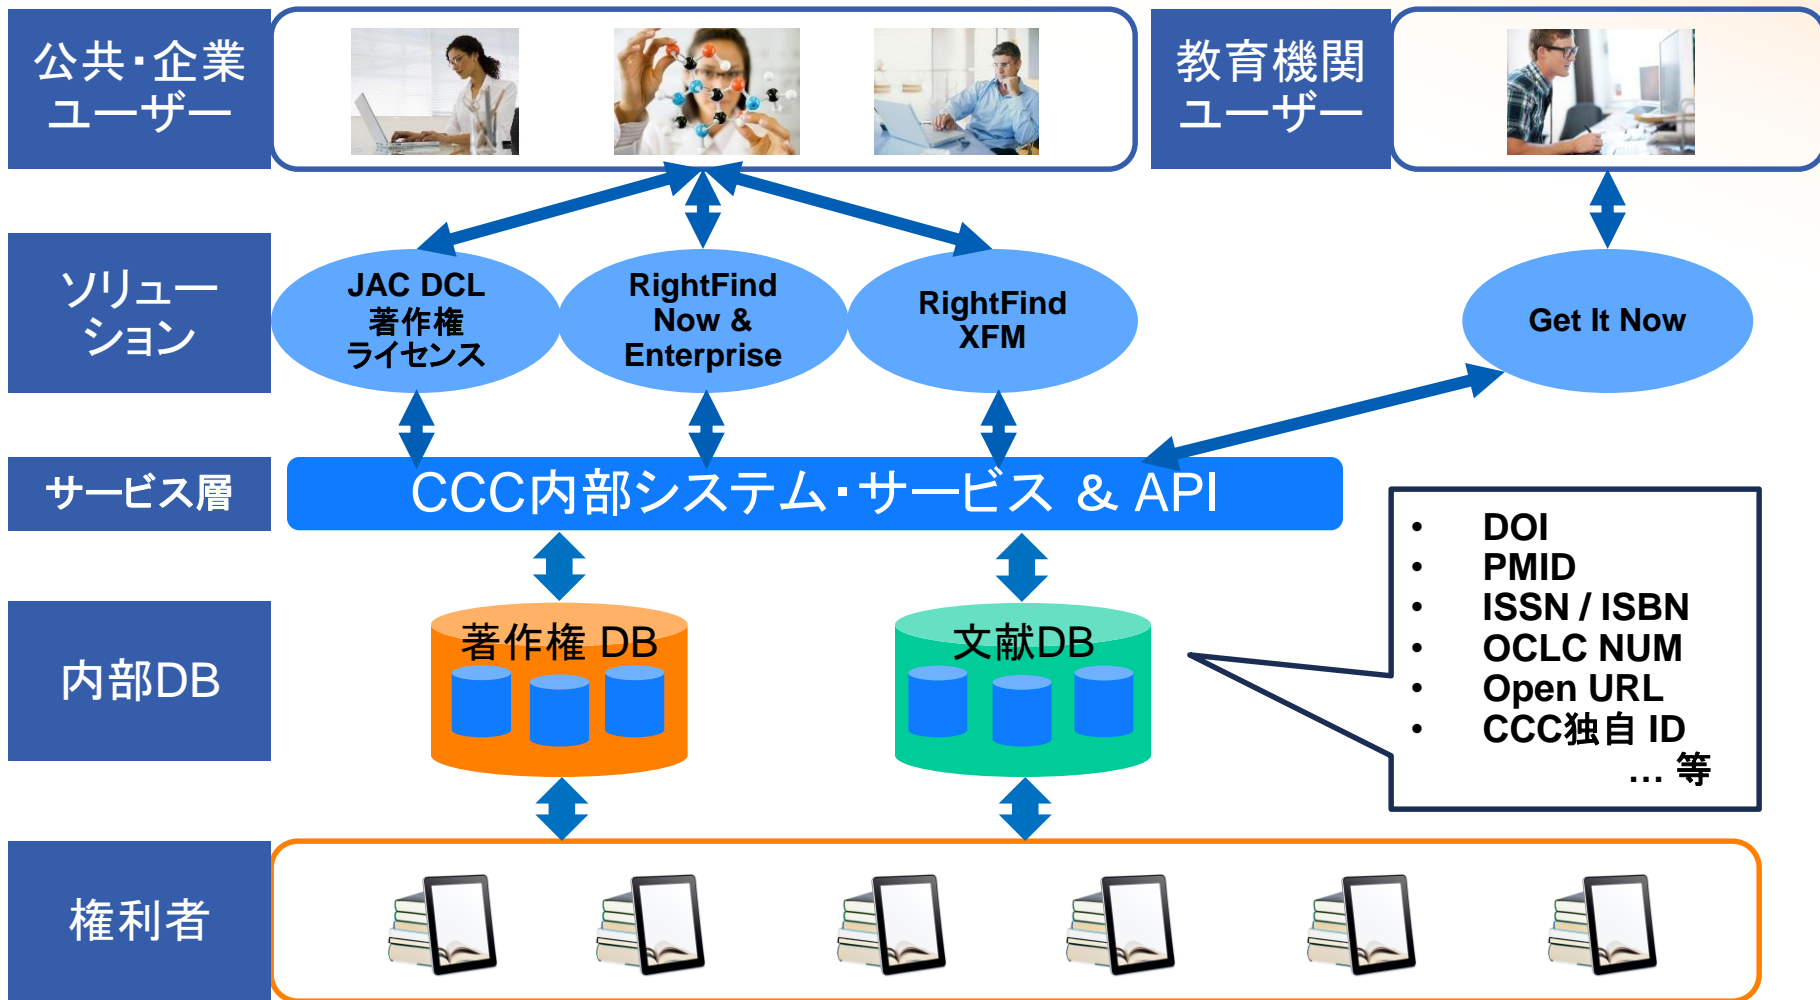 公共・企業
ユーザー
教育機関
ユーザー
ソリュー
ション
JAC DCL
著作権
ライセンス
RightFind
Now &
Enterprise
RightFind
XFM
Get It Now
サービス層
CCC内部システム・サービス & API
内部DB
著作権 DB
文献DB
• DOI
• PMID
• ISSN / ISBN
• OCLC NUM
• Open URL
• CCC独自 ID
… 等
権利者